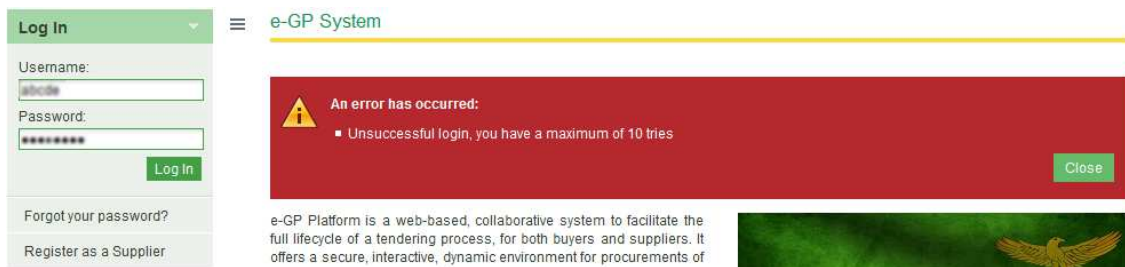 Log In
Username:
abcde
Password:
Log In
Forgot your password?
Register as a Supplier
e-GP System
An error has occurred:
Unsuccessful login, you have a maximum of 10 tries
Close
e-GP Platform is a web-based, collaborative system to facilitate the
full lifecycle of a tendering process, for both buyers and suppliers. It
offers a secure, interactive, dynamic environment for procurements of